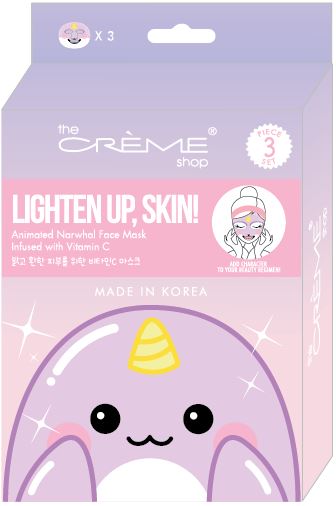 X 3
the
CRÈME®
shop
PIECE
3
SET
LIGHTEN UP, SKIN!
Animated Narwhal Face Mask
Infused with Vitamin C
맑고 환한 피부를 위한 비타민C 마스크
ADD CHARACTER
TO YOUR BEAUTY REGIMEN!
MADE IN KOREA
the
CRÈME
shop